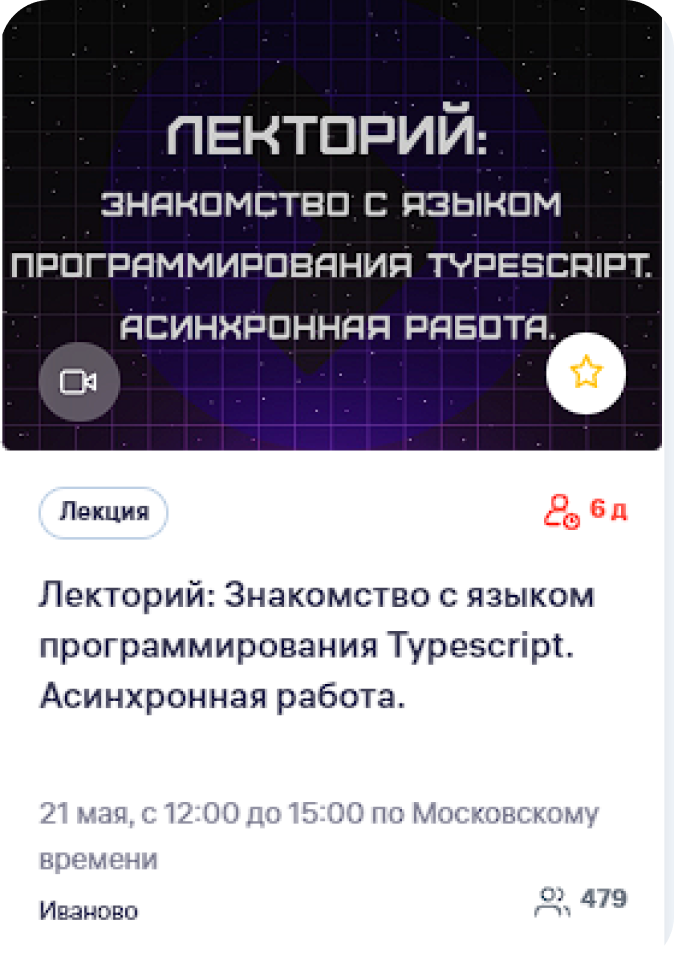 ЛЕКТОРИЙ:
ЗНАКОМСТВО С ЯЗЫКОМ
ПРОГРАММИРОВАНИЯ TYPESCRIPT.
АСИНХРОННАЯ РАБОТА.
Лекция
6 д
Лекторий: Знакомство с языком
программирования Typescript.
Асинхронная работа.
21 мая, с 12:00 до 15:00 по Московскому
времени
Иваново
479